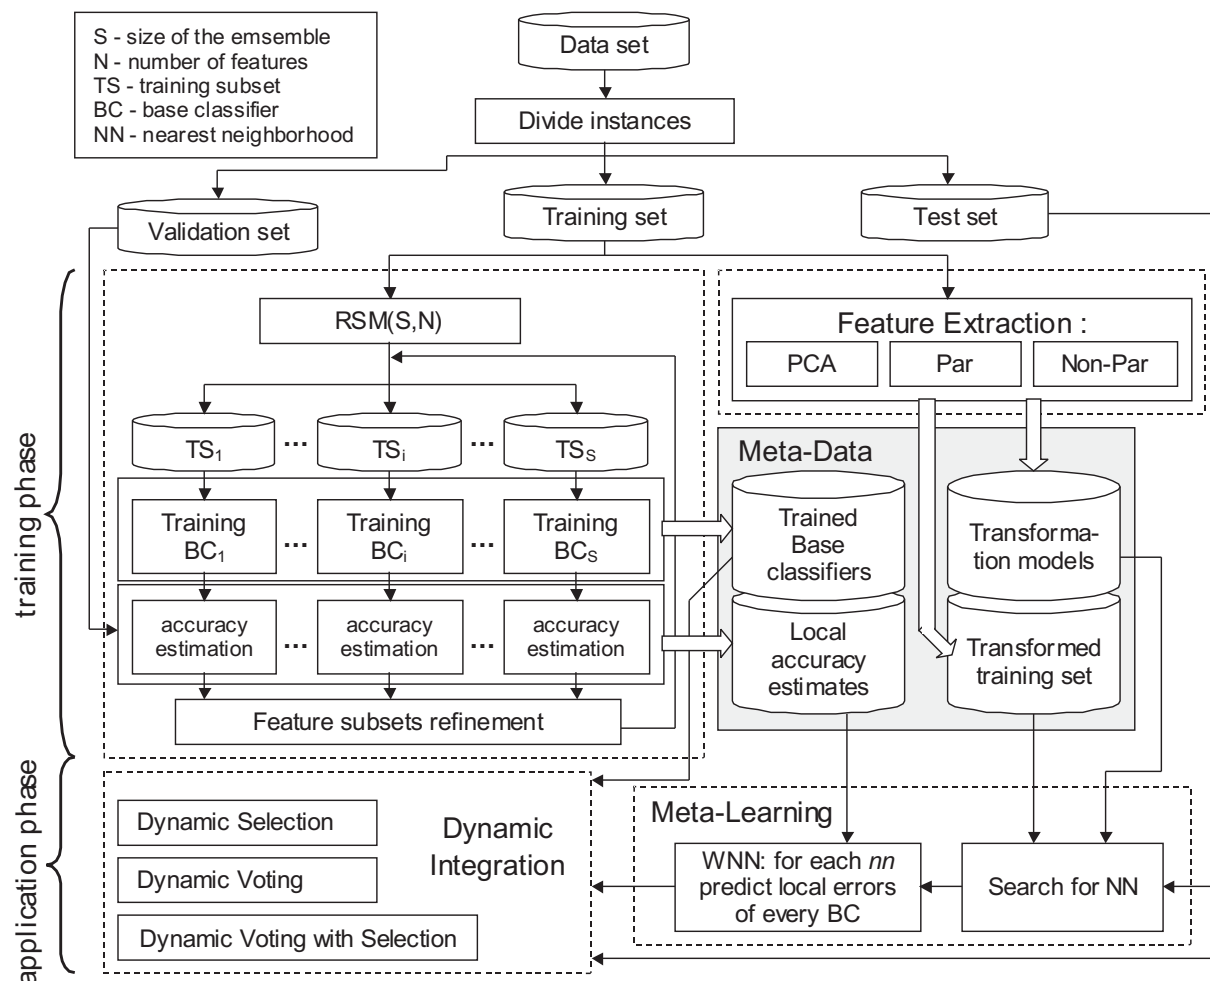 S - size of the emsemble
N - number of features
TS - training subset
BC - base classifier
NN - nearest neighborhood
Data set
Divide instances
Validation set
Training set
Test set
RSM(S,N)
Feature Extraction :
PCA
Par
Non-Par
TS1
...
TSi
...
TSS
Training
BC1
...
Training
BCi
...
Training
BCS
accuracy
estimation
...
accuracy
estimation
...
accuracy
estimation
Feature subsets refinement
Meta-Data
Trained
Base
classifiers
Transforma-
tion models
Local
accuracy
estimates
Transformed
training set
training phase
application phase
Dynamic Selection
Dynamic Voting
Dynamic Voting with Selection
Dynamic
Integration
Meta-Learning
WNN: for each nn
predict local errors
of every BC
Search for NN